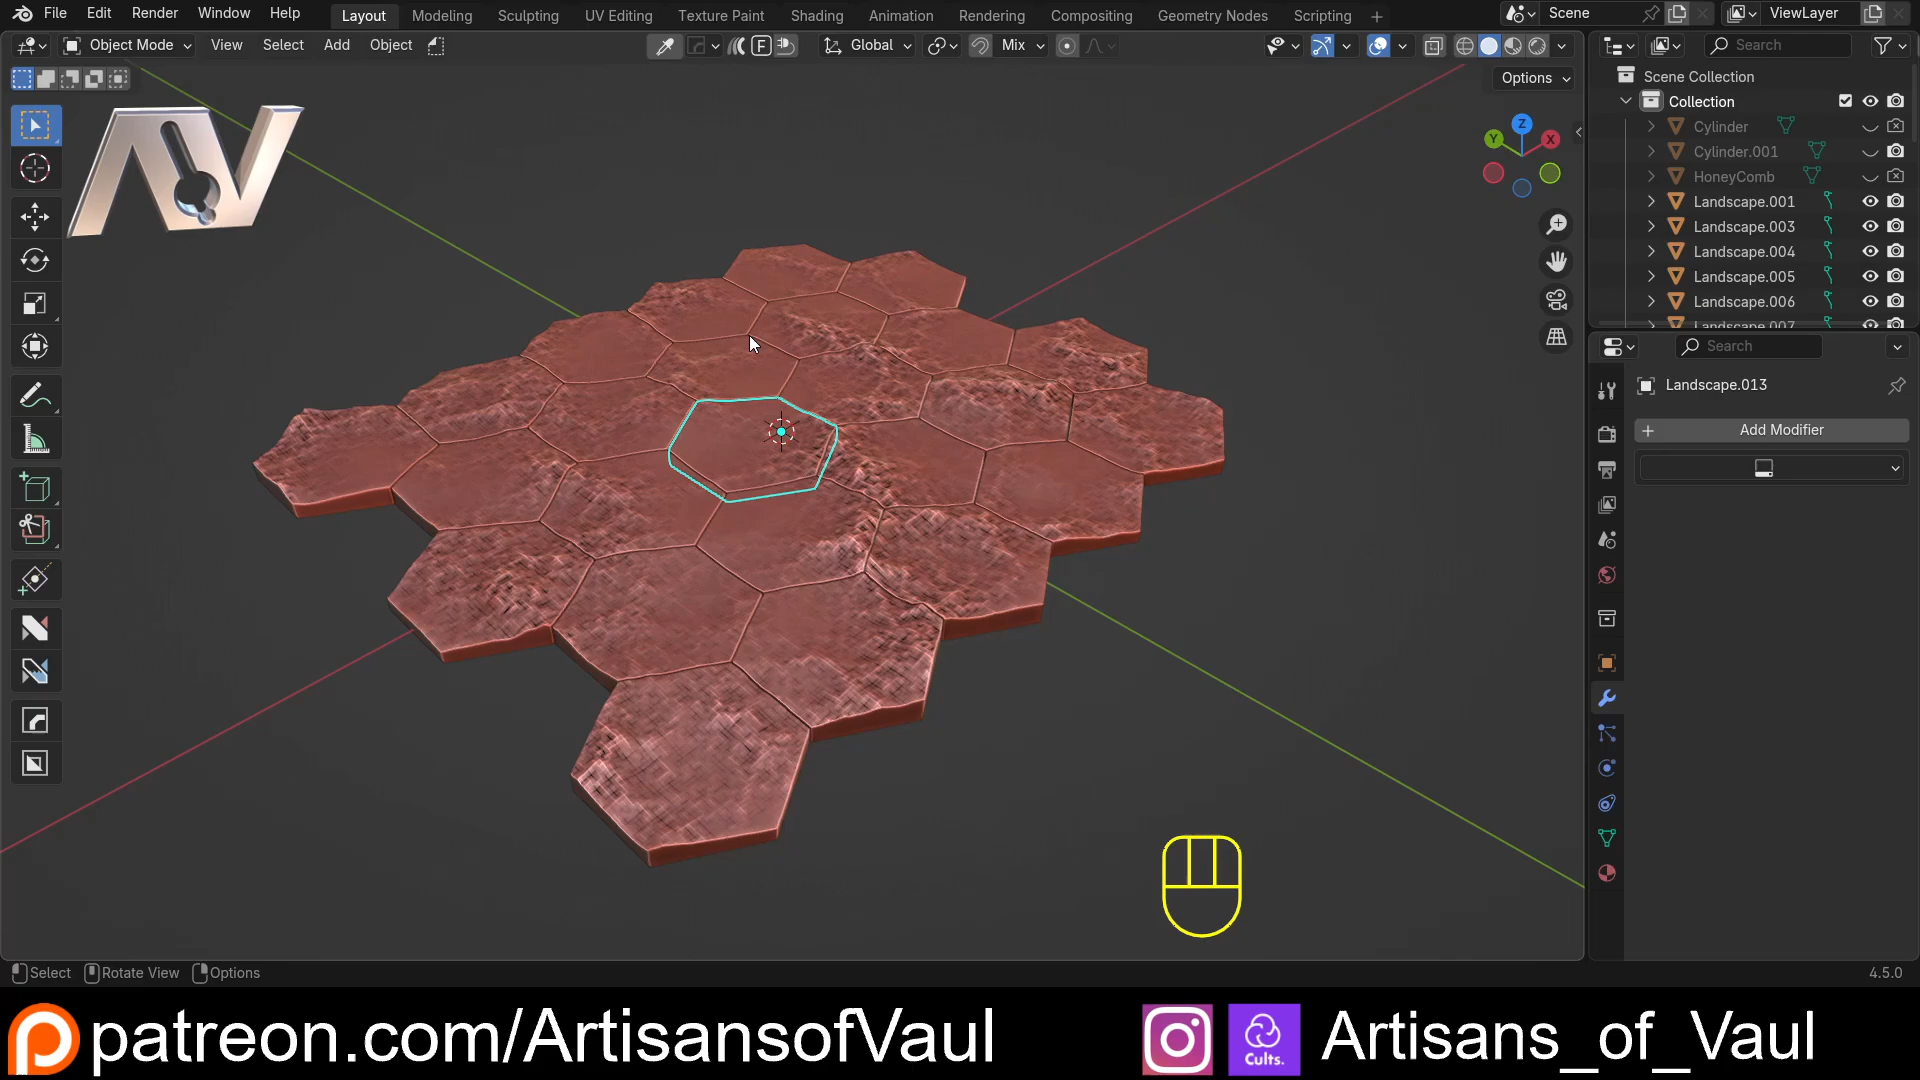 File Edit Render Window Help Layout Modeling Sculpting UV Editing Texture Paint Shading Animation Rendering Compositing Geometry Nodes Scripting + Scene ViewLayer
Object Mode View Select Add Object F Global Mix Search
Options
AV
Z
Y
X
Scene Collection
Collection
Cylinder
Cylinder.001
HoneyComb
Landscape.001
Landscape.003
Landscape.004
Landscape.005
Landscape.006
Landscape.007
Search
Landscape.013
+ Add Modifier
Select Rotate View Options 4.5.0
patreon.com/ArtisansofVaul Cults. Artisans_of_Vaul